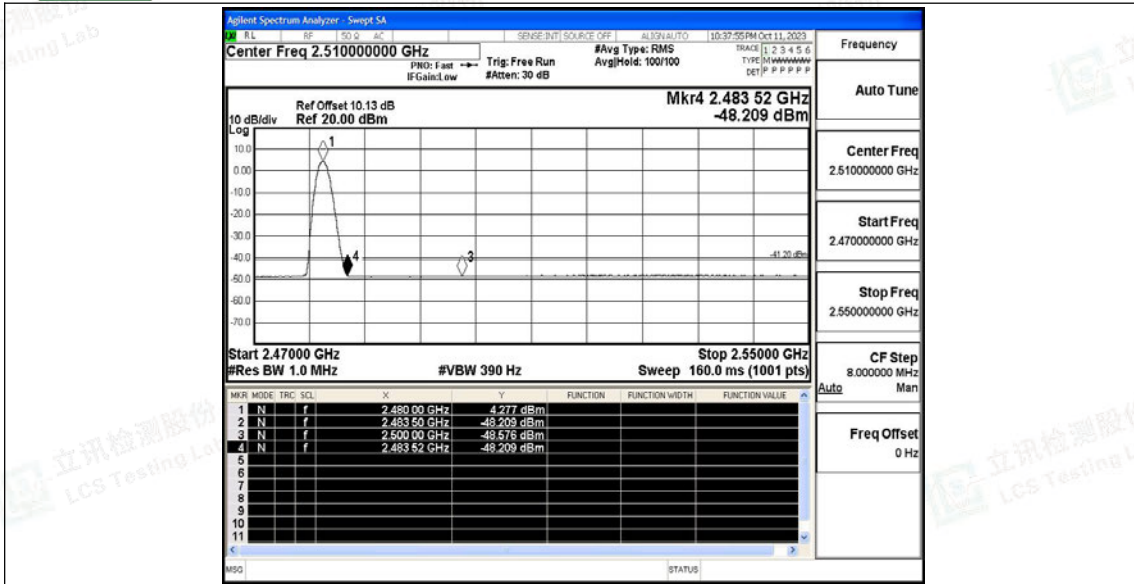 Agilent Spectrum Analyzer - Swept SA
RL RF 50 Ω AC SENSE:INT SOURCE OFF ALIGNAUTO 10:37:55PM Oct 11, 2023
Center Freq 2.510000000 GHz
PNO: Fast
IFGain:Low
Trig: Free Run
#Atten: 30 dB
#Avg Type: RMS
Avg|Hold: 100/100
TRACE 1 2 3 4 5 6
TYPE M W W W W W
DET P P P P P P
Ref Offset 10.13 dB
10 dB/div Ref 20.00 dBm
Log
Mkr4 2.483 52 GHz
-48.209 dBm
10.0
0.00
-10.0
-20.0
-30.0
-40.0
-50.0
-60.0
-70.0
1
4
3
-41.20 dBm
Start 2.47000 GHz Stop 2.55000 GHz
#Res BW 1.0 MHz #VBW 390 Hz Sweep 160.0 ms (1001 pts)
MKR MODE TRC SCL X Y FUNCTION FUNCTION WIDTH FUNCTION VALUE
1 N f 2.480 00 GHz 4.277 dBm
2 N f 2.483 50 GHz -48.209 dBm
3 N f 2.500 00 GHz -48.576 dBm
4 N f 2.483 52 GHz -48.209 dBm
5
6
7
8
9
10
11
MSG STATUS
Frequency
Auto Tune
Center Freq
2.510000000 GHz
Start Freq
2.470000000 GHz
Stop Freq
2.550000000 GHz
CF Step
8.000000 MHz
Auto Man
Freq Offset
0 Hz
立讯检测股份
LCS Testing Lab
立讯检测股份